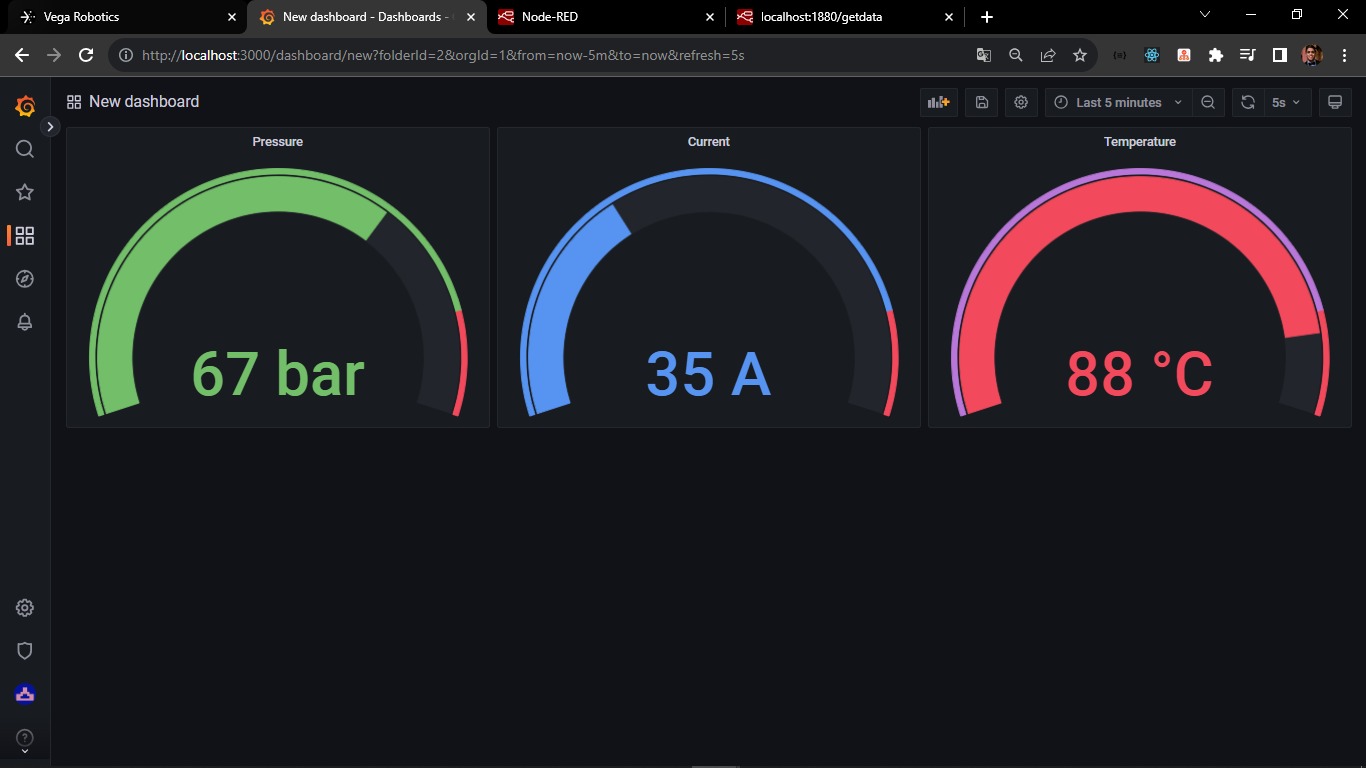 Vega Robotics
New dashboard - Dashboards -
Node-RED
localhost:1880/getdata
http://localhost:3000/dashboard/new?folderId=2&orgId=1&from=now-5m&to=now&refresh=5s
New dashboard
Last 5 minutes
5s
Pressure
Current
Temperature
67 bar
35 A
88 °C